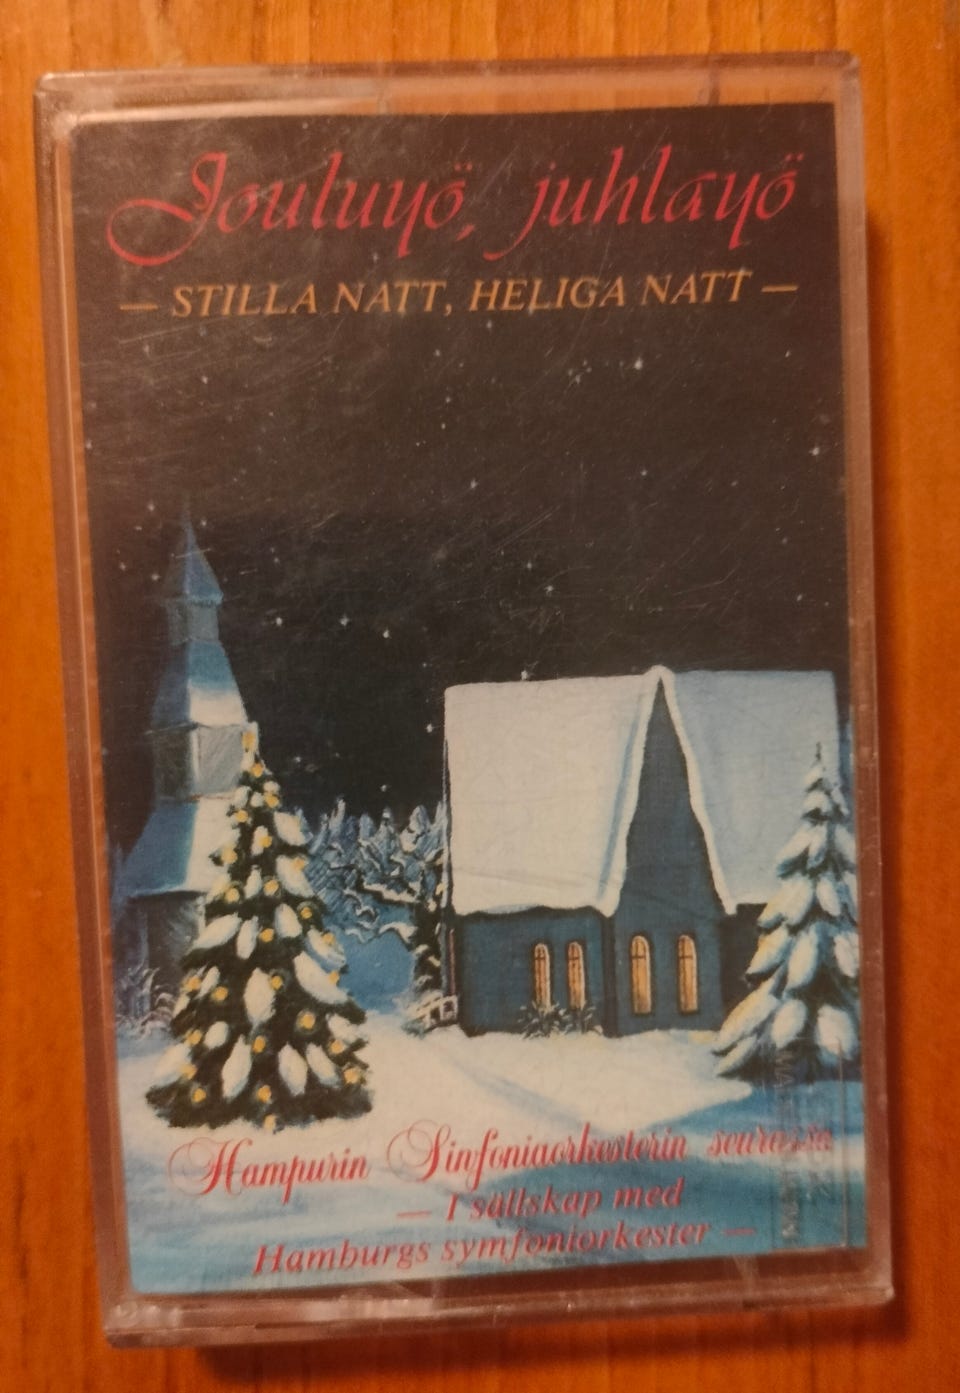 Jouluyö, juhlayö
— STILLA NATT, HELIGA NATT —
Hampurin Sinfoniaorkesterin seurassa
— I sällskap med
Hamburgs symfoniorkester —